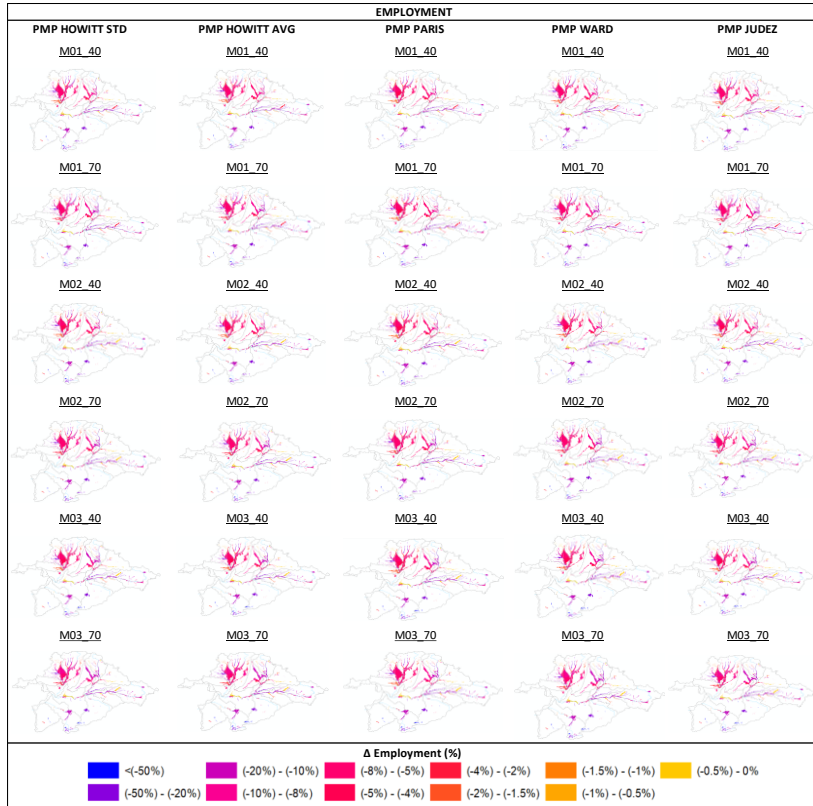 EMPLOYMENT
PMP HOWITT STD PMP HOWITT AVG PMP PARIS PMP WARD PMP JUDEZ
M01_40 M01_40 M01_40 M01_40 M01_40
M01_70 M01_70 M01_70 M01_70 M01_70
M02_40 M02_40 M02_40 M02_40 M02_40
M02_70 M02_70 M02_70 M02_70 M02_70
M03_40 M03_40 M03_40 M03_40 M03_40
M03_70 M03_70 M03_70 M03_70 M03_70
Δ Employment (%)
<(-50%) (-20%) - (-10%) (-8%) - (-5%) (-4%) - (-2%) (-1.5%) - (-1%) (-0.5%) - 0%
(-50%) - (-20%) (-10%) - (-8%) (-5%) - (-4%) (-2%) - (-1.5%) (-1%) - (-0.5%)